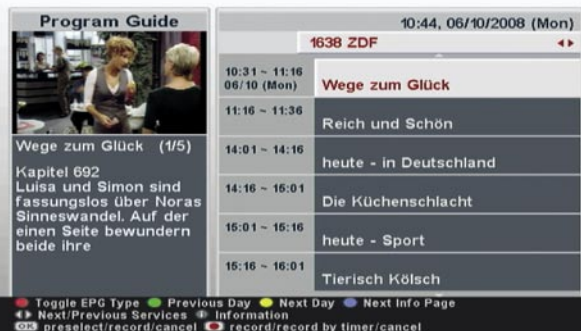 Program Guide
10:44, 06/10/2008 (Mon)
1638 ZDF
Wege zum Glück (1/5)
Kapitel 692
Luisa und Simon sind
fassungslos über Noras
Sinneswandel. Auf der
einen Seite bewundern
beide ihre
10:31 ~ 11:16
06/10 (Mon)
Wege zum Glück
11:16 ~ 11:36
Reich und Schön
14:01 ~ 14:16
heute - in Deutschland
14:16 ~ 15:01
Die Küchenschlacht
15:01 ~ 15:16
heute - Sport
15:16 ~ 16:01
Tierisch Kölsch
Toggle EPG Type Previous Day Next Day Next Info Page
Next/Previous Services Information
OK preselect/record/cancel record/record by timer/cancel